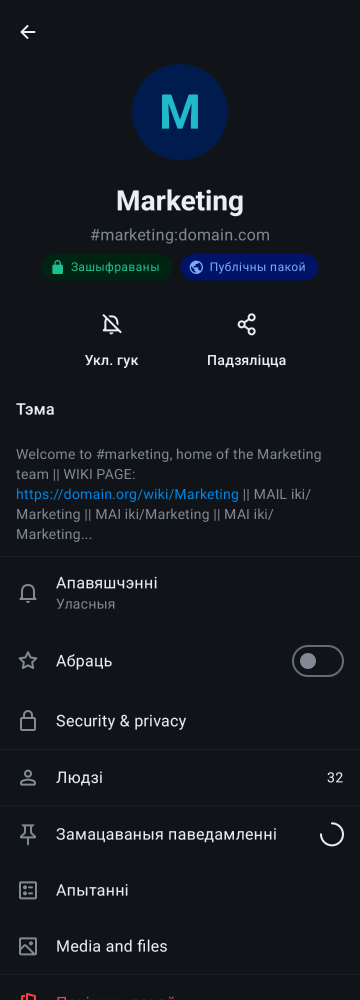 M
Marketing
#marketing:domain.com
Зашыфраваны
Публічны пакой
Укл. гук
Падзяліцца
Тэма
Welcome to #marketing, home of the Marketing
team || WIKI PAGE:
https://domain.org/wiki/Marketing || MAIL iki/
Marketing || MAI iki/Marketing || MAI iki/
Marketing...
Апавяшчэнні
Уласныя
Абраць
Security & privacy
Людзі
32
Замацаваныя паведамленні
Апытанні
Media and files